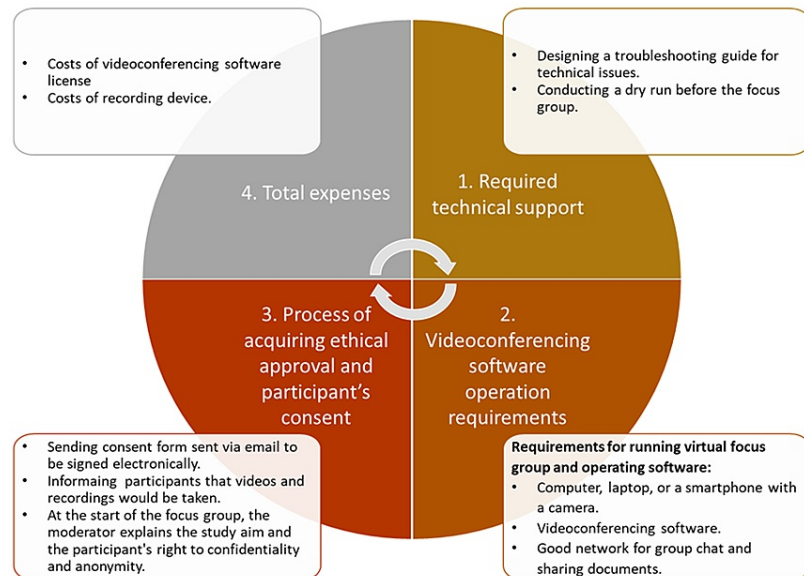 • Costs of videoconferencing software
license
• Costs of recording device.
• Designing a troubleshooting guide for
technical issues.
• Conducting a dry run before the focus
group.
4. Total expenses
1. Required
technical support
3. Process of
acquiring ethical
approval and
participant's
consent
2.
Videoconferencing
software
operation
requirements
• Sending consent form sent via email to
be signed electronically.
• Informaing participants that videos and
recordings would be taken.
• At the start of the focus group, the
moderator explains the study aim and
the participant's right to confidentiality
and anonymity.
Requirements for running virtual focus
group and operating software:
• Computer, laptop, or a smartphone with
a camera.
• Videoconferencing software.
• Good network for group chat and
sharing documents.